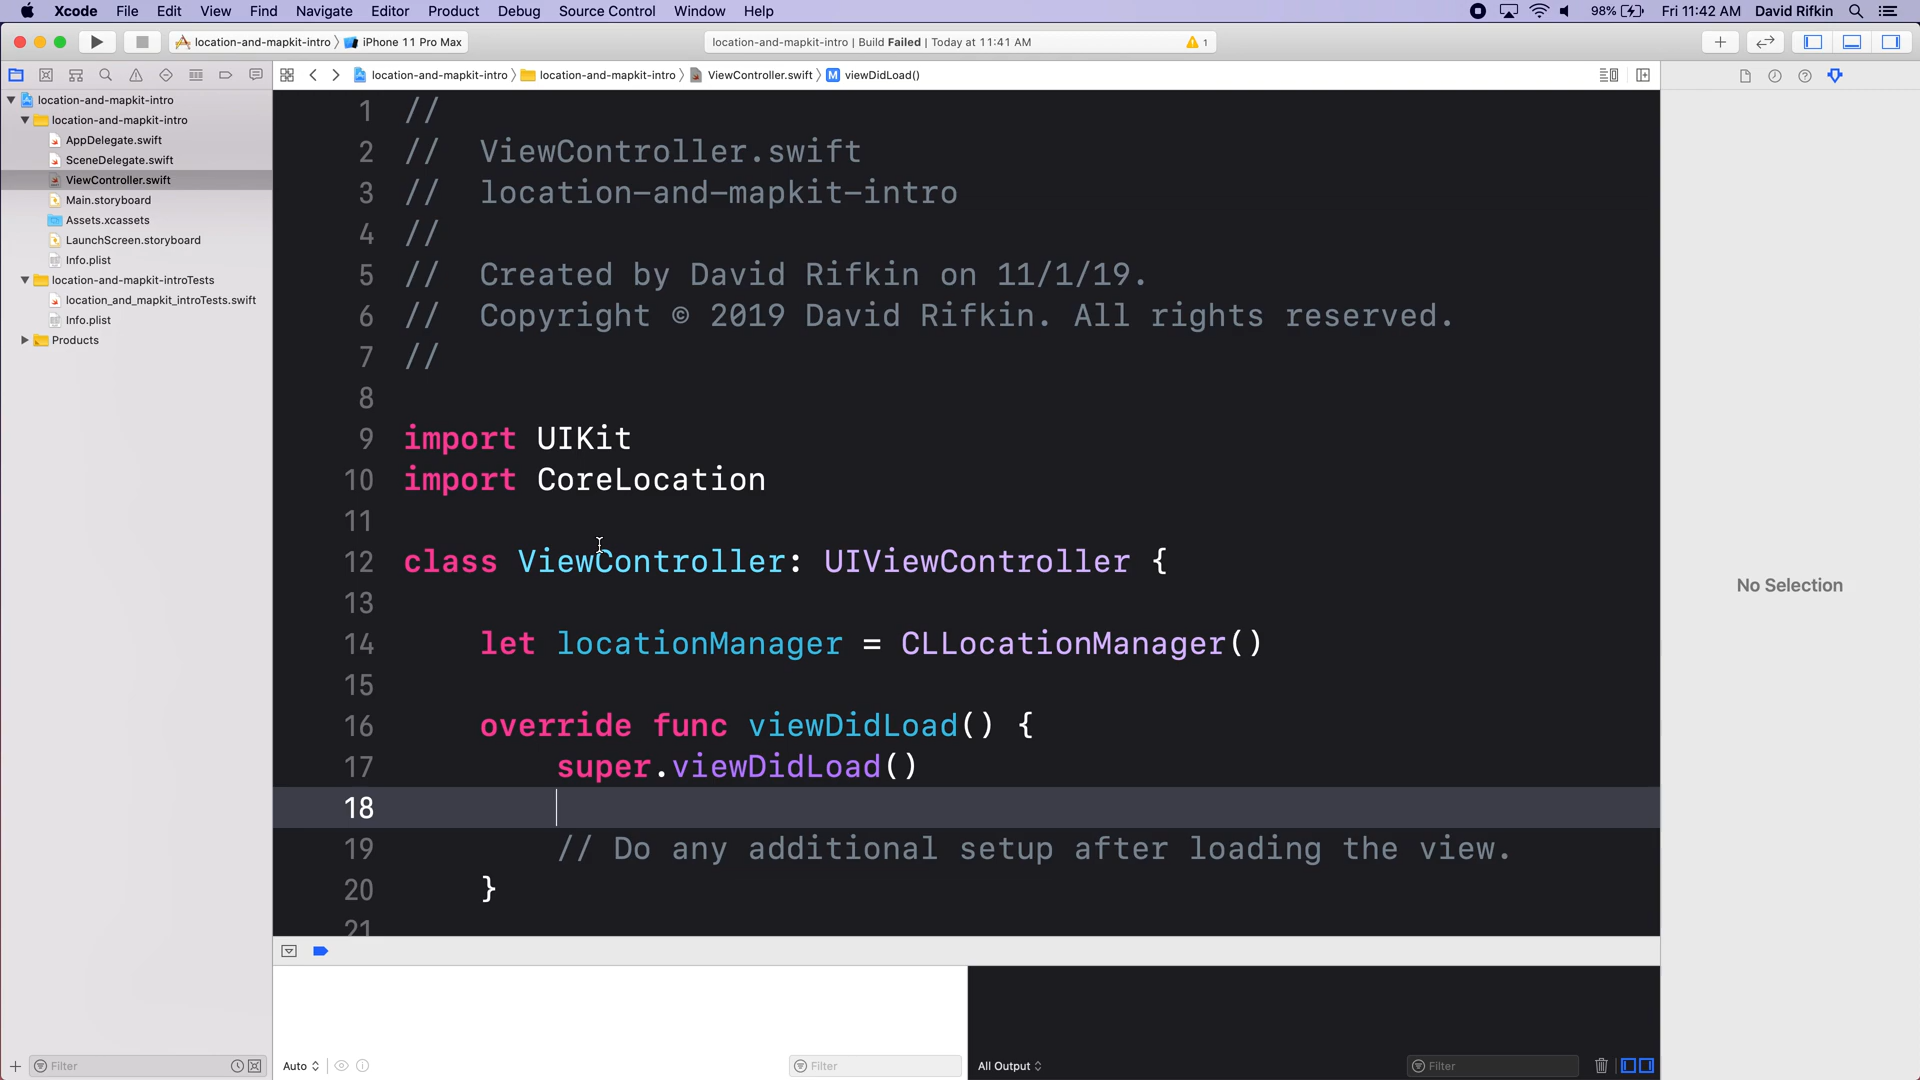 Xcode File Edit View Find Navigate Editor Product Debug Source Control Window Help 98% Fri 11:42 AM David Rifkin
location-and-mapkit-intro iPhone 11 Pro Max location-and-mapkit-intro | Build Failed | Today at 11:41 AM 1
location-and-mapkit-intro location-and-mapkit-intro ViewController.swift M viewDidLoad()
location-and-mapkit-intro
location-and-mapkit-intro
AppDelegate.swift
SceneDelegate.swift
ViewController.swift
Main.storyboard
Assets.xcassets
LaunchScreen.storyboard
Info.plist
location-and-mapkit-introTests
location_and_mapkit_introTests.swift
Info.plist
Products
1 //
2 // ViewController.swift
3 // location-and-mapkit-intro
4 //
5 // Created by David Rifkin on 11/1/19.
6 // Copyright © 2019 David Rifkin. All rights reserved.
7 //
8
9 import UIKit
10 import CoreLocation
11
12 class ViewController: UIViewController {
13
14 let locationManager = CLLocationManager()
15
16 override func viewDidLoad() {
17 super.viewDidLoad()
18
19 // Do any additional setup after loading the view.
20 }
21
No Selection
Filter Auto Filter All Output Filter